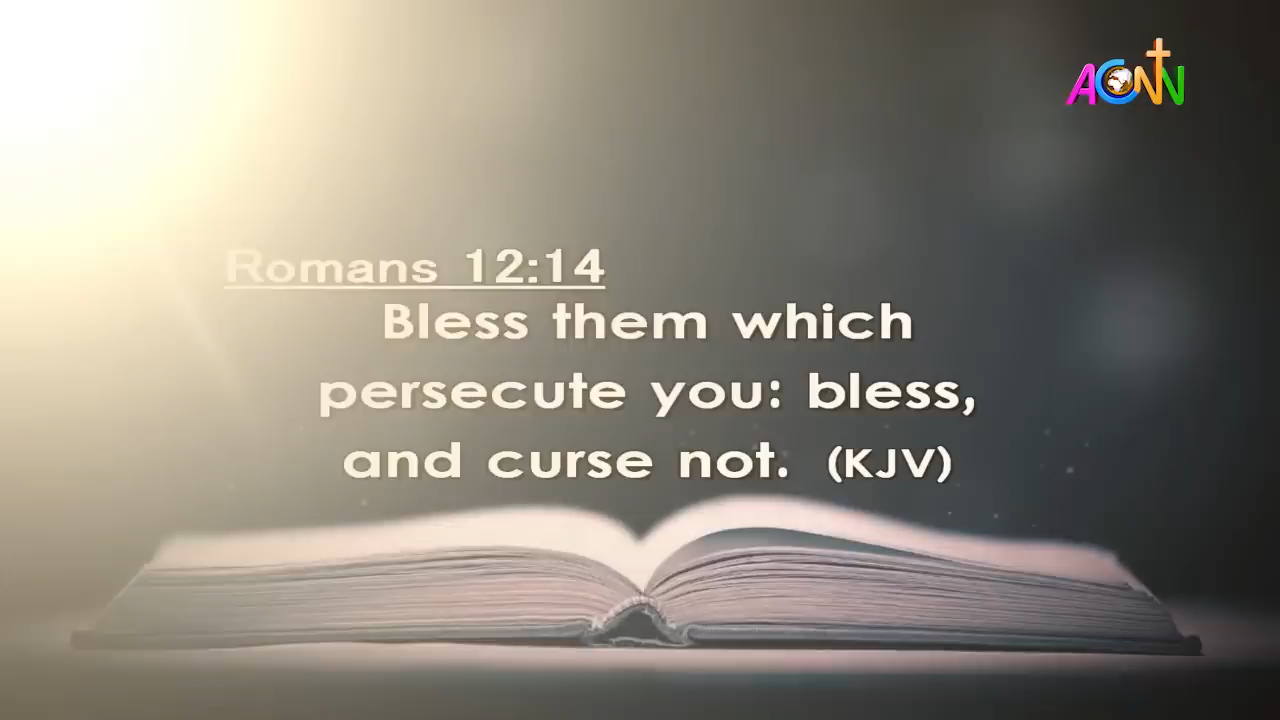 ACNN
Romans 12:14
Bless them which
persecute you: bless,
and curse not. (KJV)